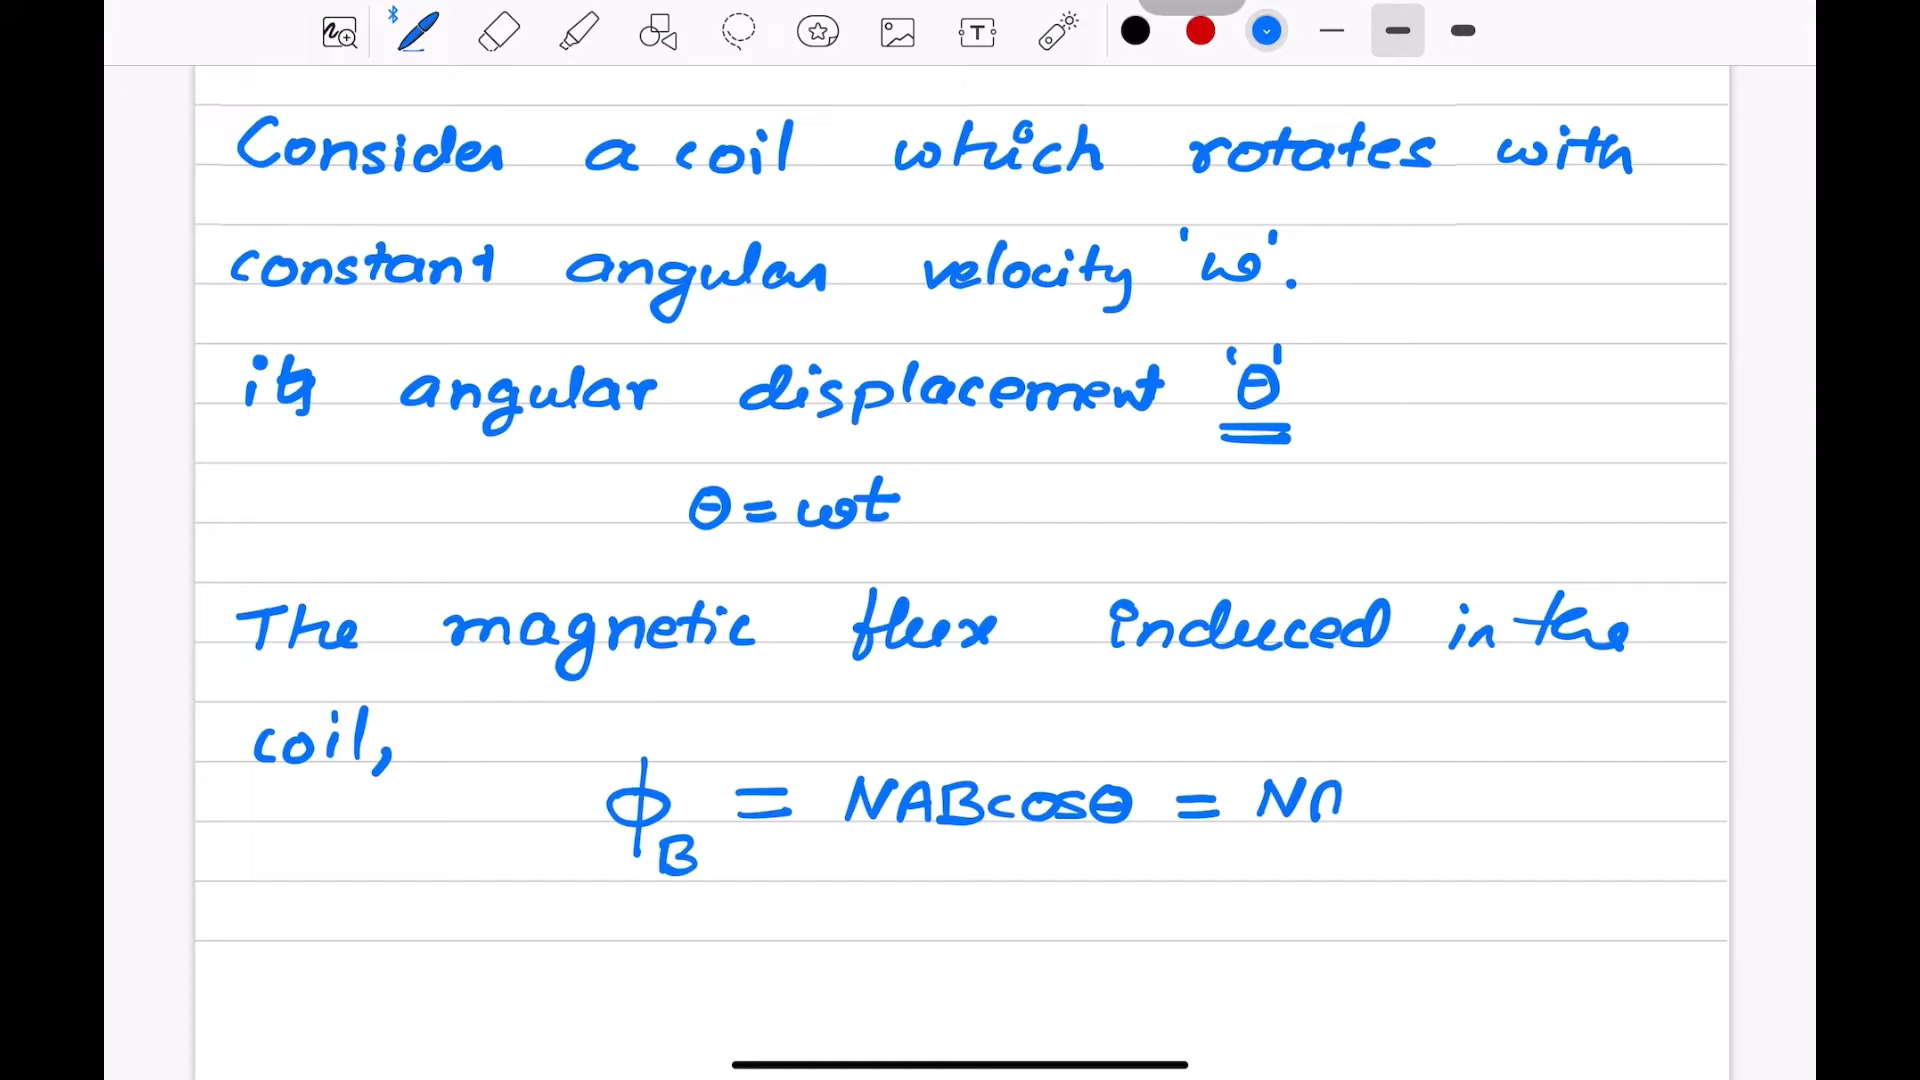 Consider a coil which rotates with
constant angular velocity 'ω'.
its angular displacement 'θ'
θ = ωt
The magnetic flux induced in the
coil,
ϕ_B = NABcosθ = N